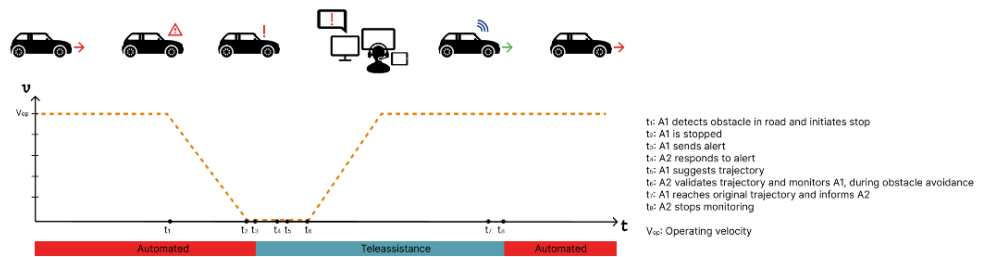 !
!
!
v
Vop
t₁ t₂ t₃ t₄ t₅ t₆ t₇ t₈ t
Automated Teleassistance Automated
t₁: A1 detects obstacle in road and initiates stop
t₂: A1 is stopped
t₃: A1 sends alert
t₄: A2 responds to alert
t₅: A1 suggests trajectory
t₆: A2 validates trajectory and monitors A1, during obstacle avoidance
t₇: A1 reaches original trajectory and informs A2
t₈: A2 stops monitoring
Vop: Operating velocity